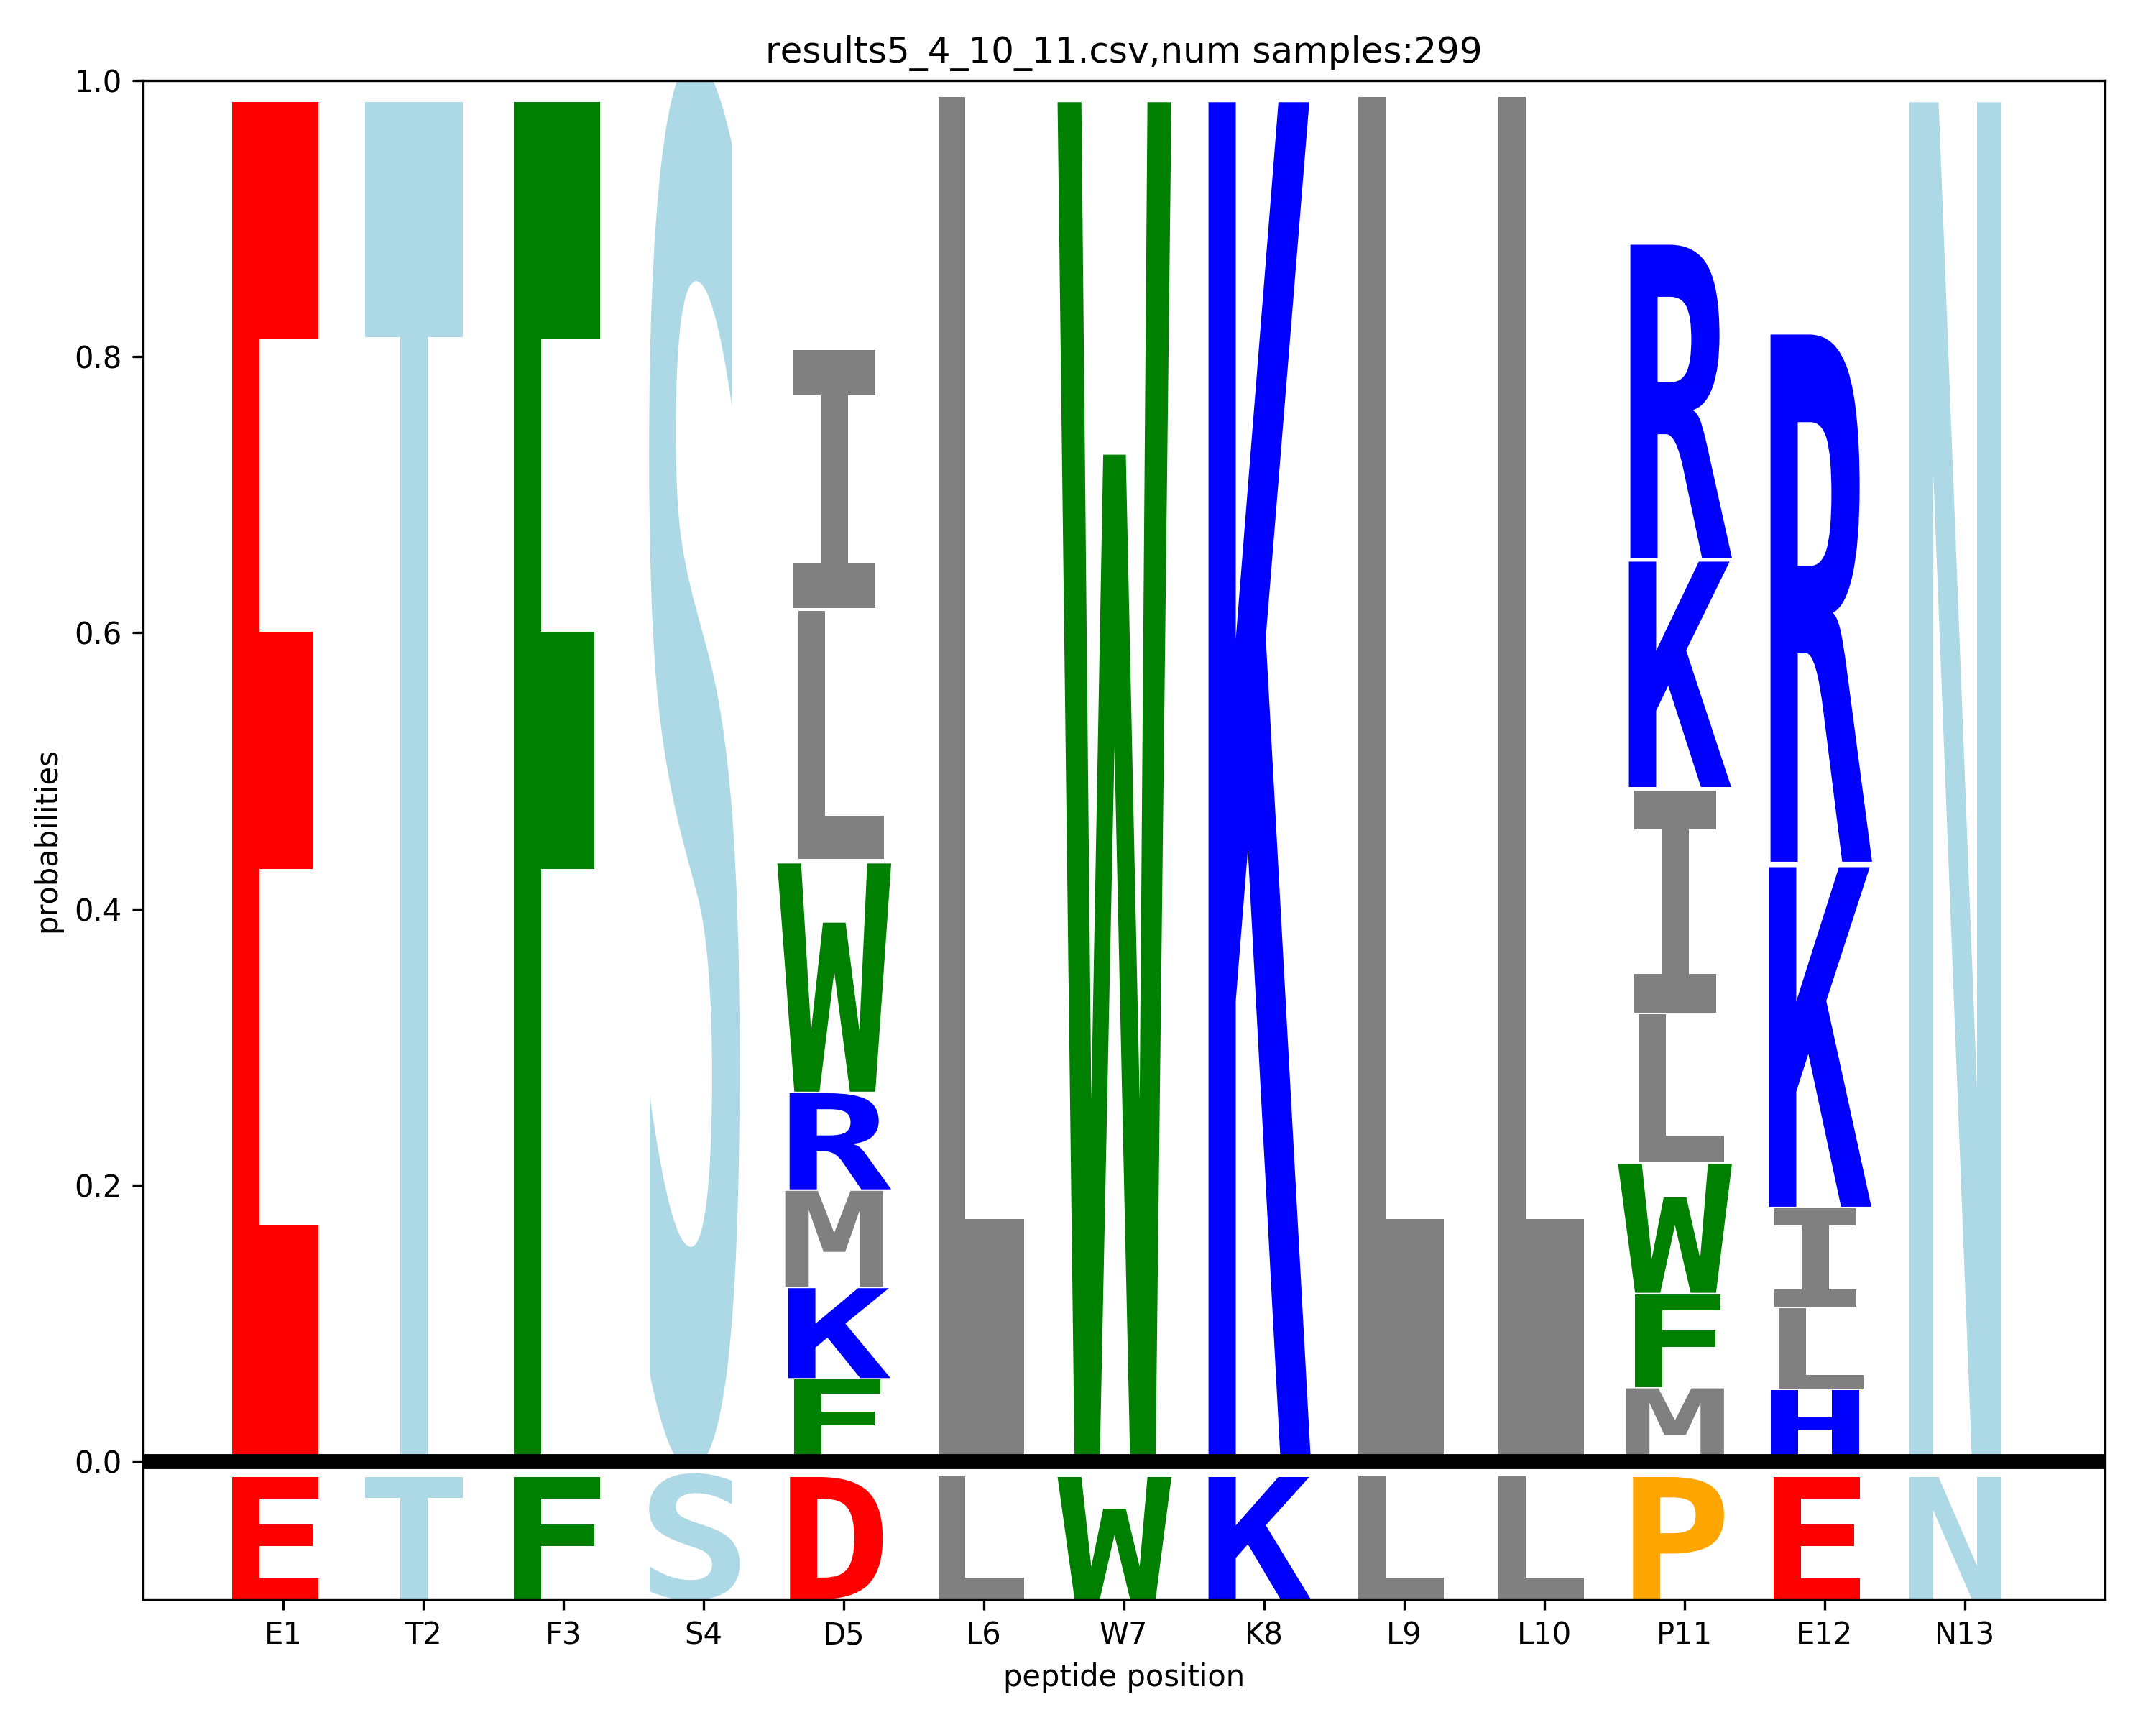 results5_4_10_11.csv,num samples:299
probabilities
1.0
0.8
0.6
0.4
0.2
0.0
E T F S I L W K L L R R N
L K K
W I I
R L L
M W H
K F
F M
E T F S D L W K L L P E N
E1 T2 F3 S4 D5 L6 W7 K8 L9 L10 P11 E12 N13
peptide position